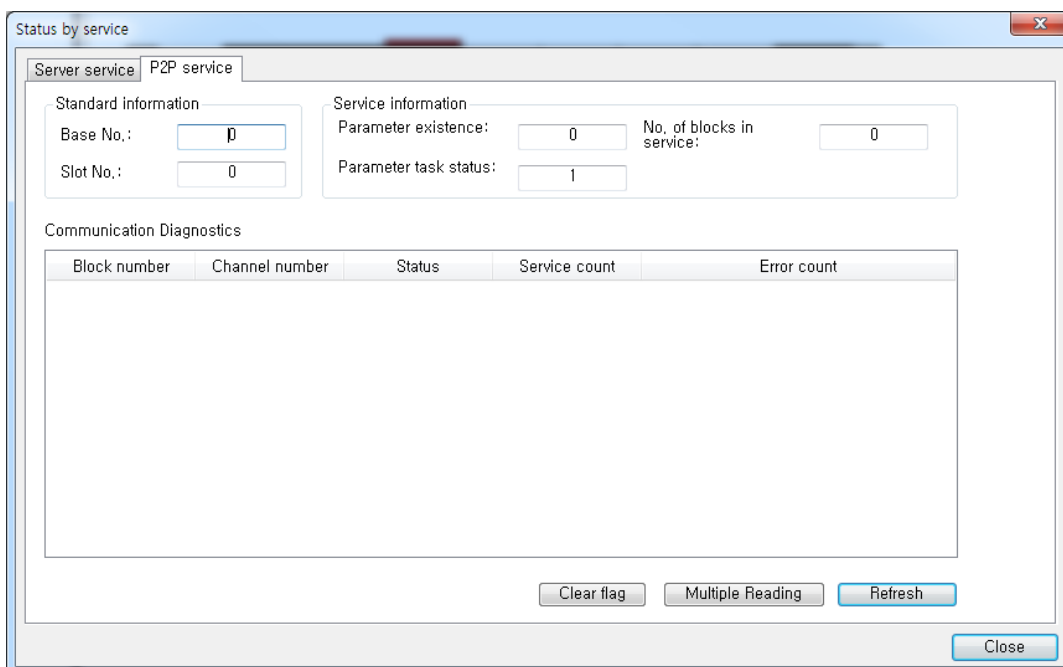 Status by service
Server service P2P service
Standard information
Base No.: 0
Slot No.: 0
Service information
Parameter existence: 0
No. of blocks in
service: 0
Parameter task status: 1
Communication Diagnostics
Block number Channel number Status Service count Error count
Clear flag Multiple Reading Refresh
Close